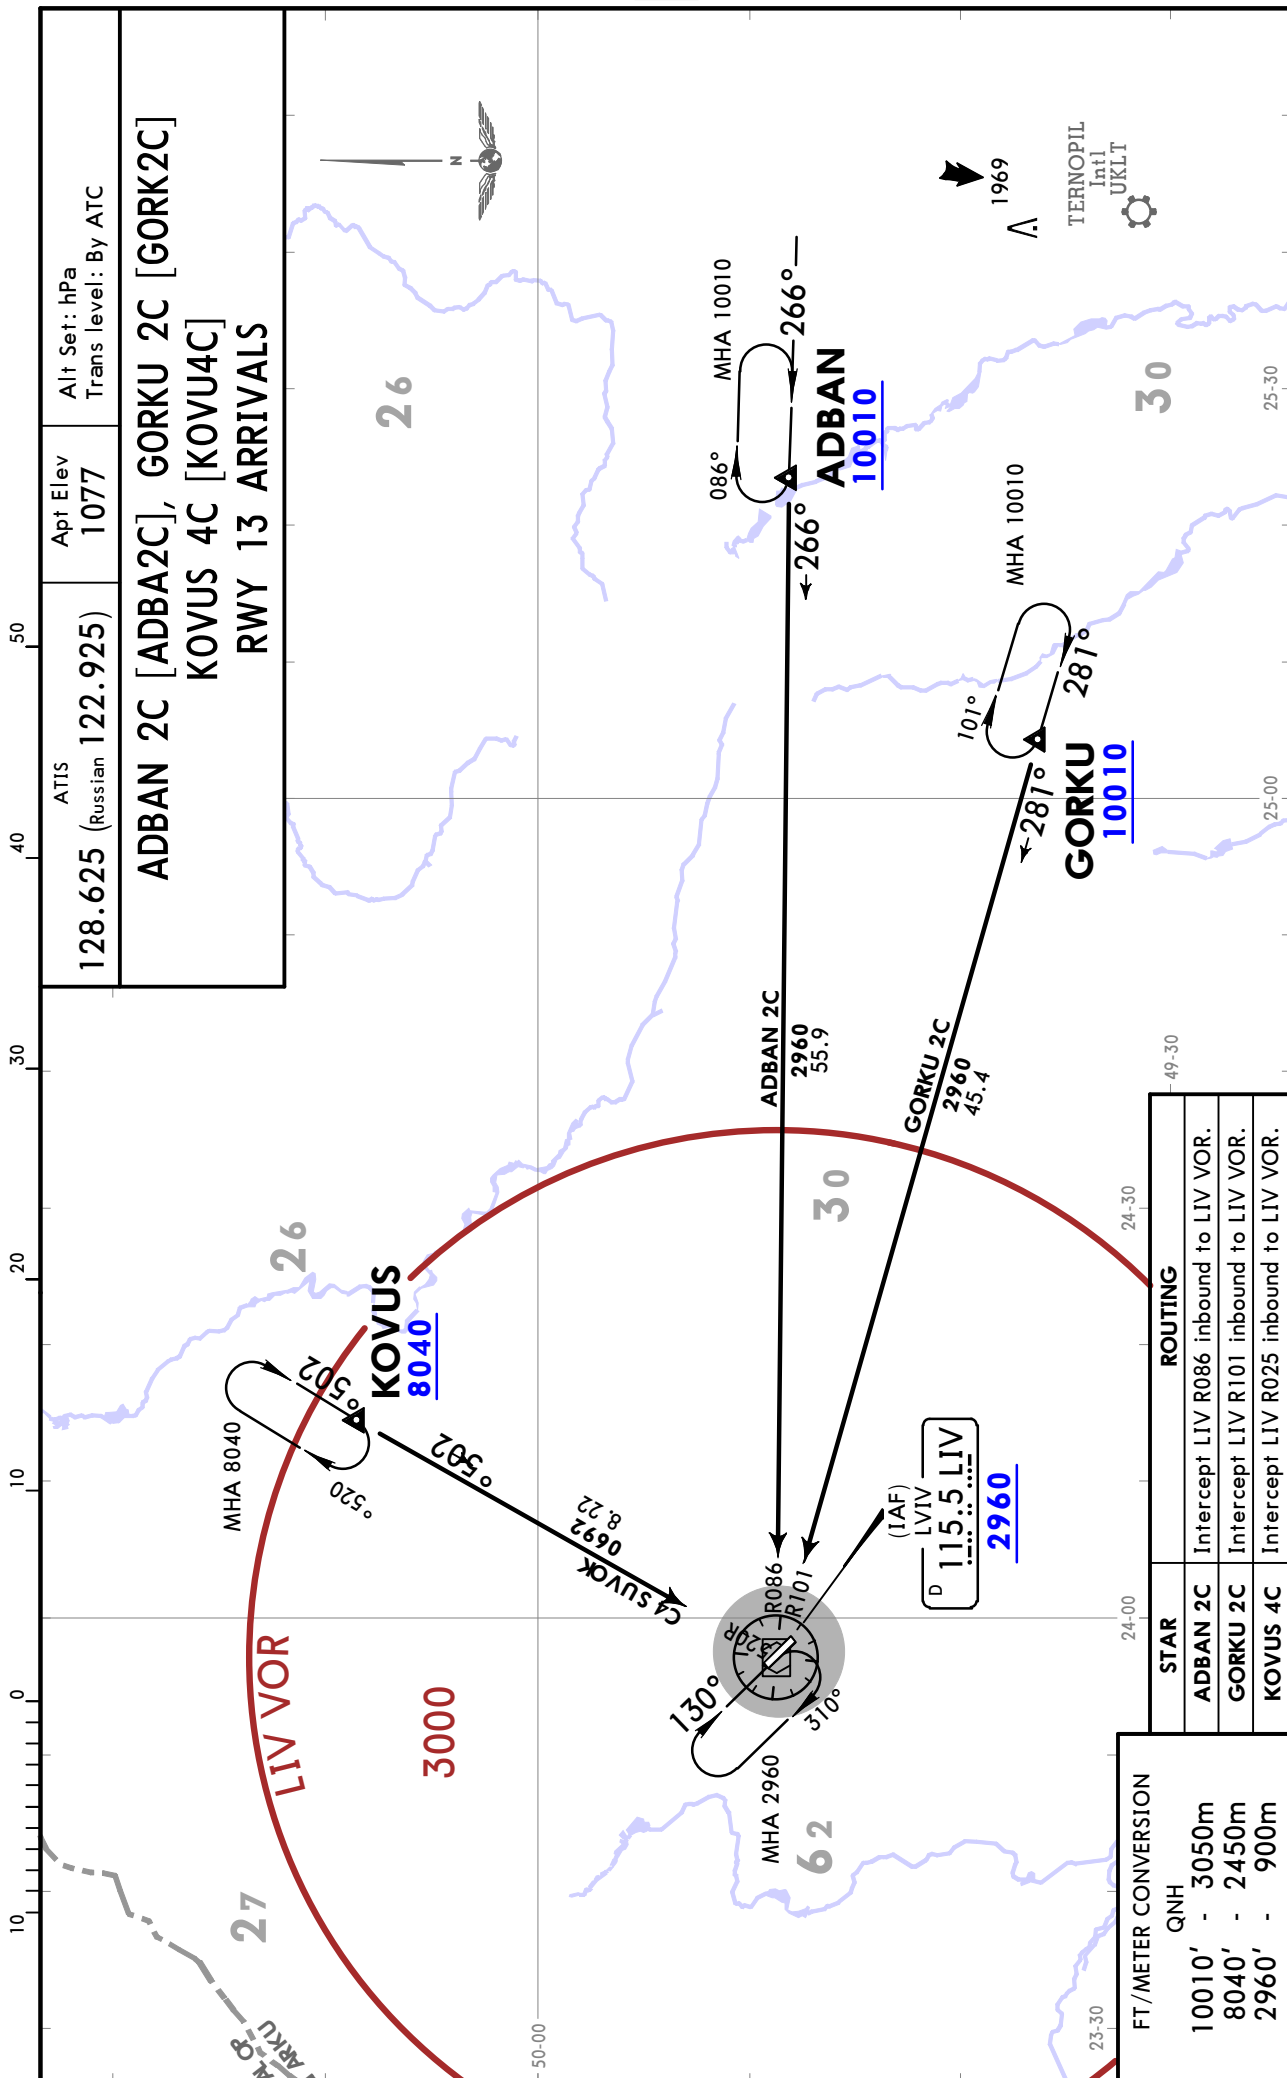 ATIS
128.625 (Russian 122.925)
Apt Elev
1077
Alt Set: hPa
Trans level: By ATC
ADBAN 2C [ADBA2C], GORKU 2C [GORK2C]
KOVUS 4C [KOVU4C]
RWY 13 ARRIVALS
10 0 10 20 30 40 50
N
27
26
26
LIV VOR
3000
MHA 8040
205°
025°
KOVUS
8040
205°
KOVUS 4C
2960
22.8
50-00
MHA 10010
086°
266°
ADBAN
10010
266°
ADBAN 2C
2960
55.9
1969
TERNOPIL
Intl
UKLT
MHA 10010
101°
281°
GORKU
10010
281°
GORKU 2C
2960
45.4
30
30
R025
R086
R101
130°
310°
MHA 2960
62
(IAF)
LVIV
D 115.5 LIV
2960
49-30
23-30
24-00
24-30
25-00
25-30
FT/METER CONVERSION
QNH
10010' - 3050m
8040' - 2450m
2960' - 900m
STAR ROUTING
ADBAN 2C Intercept LIV R086 inbound to LIV VOR.
GORKU 2C Intercept LIV R101 inbound to LIV VOR.
KOVUS 4C Intercept LIV R025 inbound to LIV VOR.